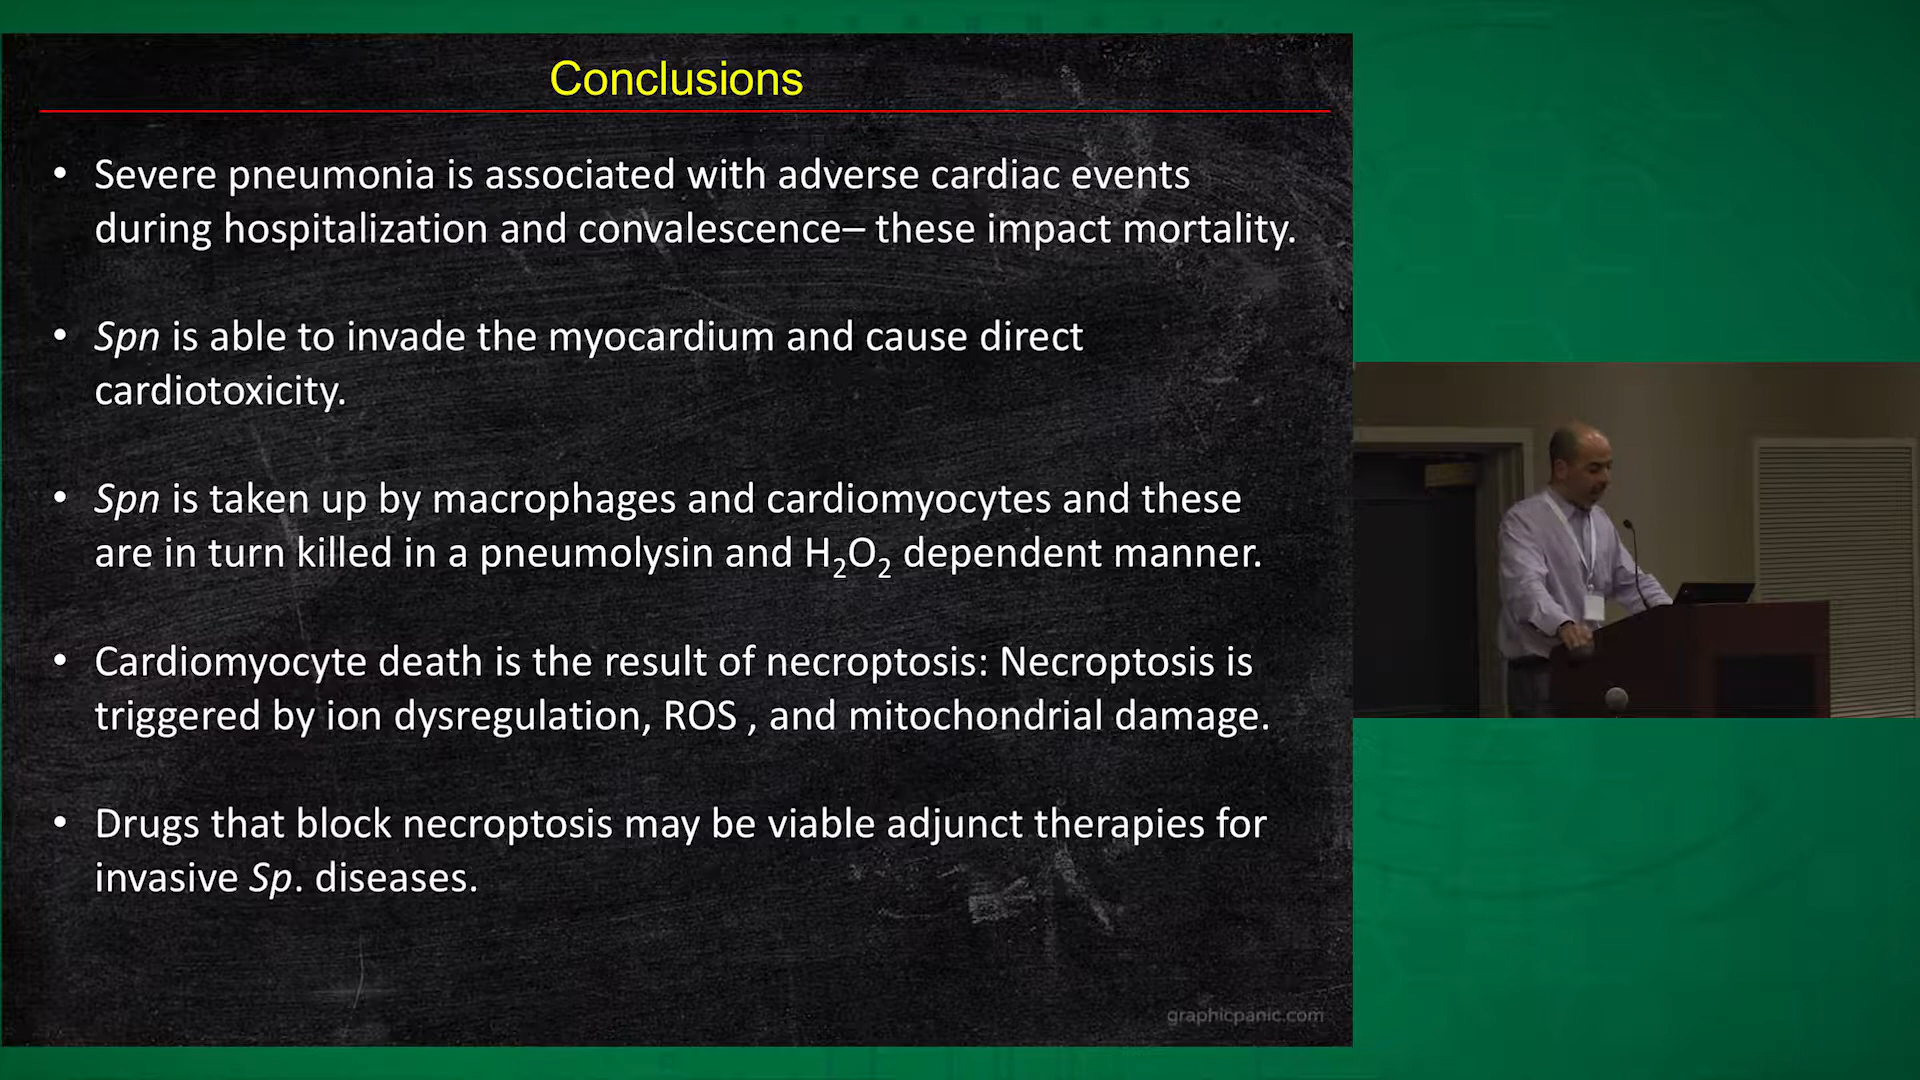 Conclusions
• Severe pneumonia is associated with adverse cardiac events
during hospitalization and convalescence– these impact mortality.
• Spn is able to invade the myocardium and cause direct
cardiotoxicity.
• Spn is taken up by macrophages and cardiomyocytes and these
are in turn killed in a pneumolysin and H₂O₂ dependent manner.
• Cardiomyocyte death is the result of necroptosis: Necroptosis is
triggered by ion dysregulation, ROS , and mitochondrial damage.
• Drugs that block necroptosis may be viable adjunct therapies for
invasive Sp. diseases.
graphicpanic.com